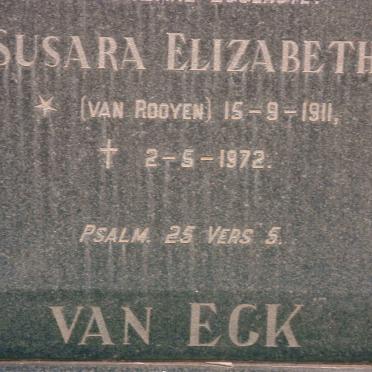 SUSARA ELIZABETH
* (VAN ROOYEN) 15-9-1911,
† 2-5-1972.
PSALM. 25 VERS 5.
VAN ECK